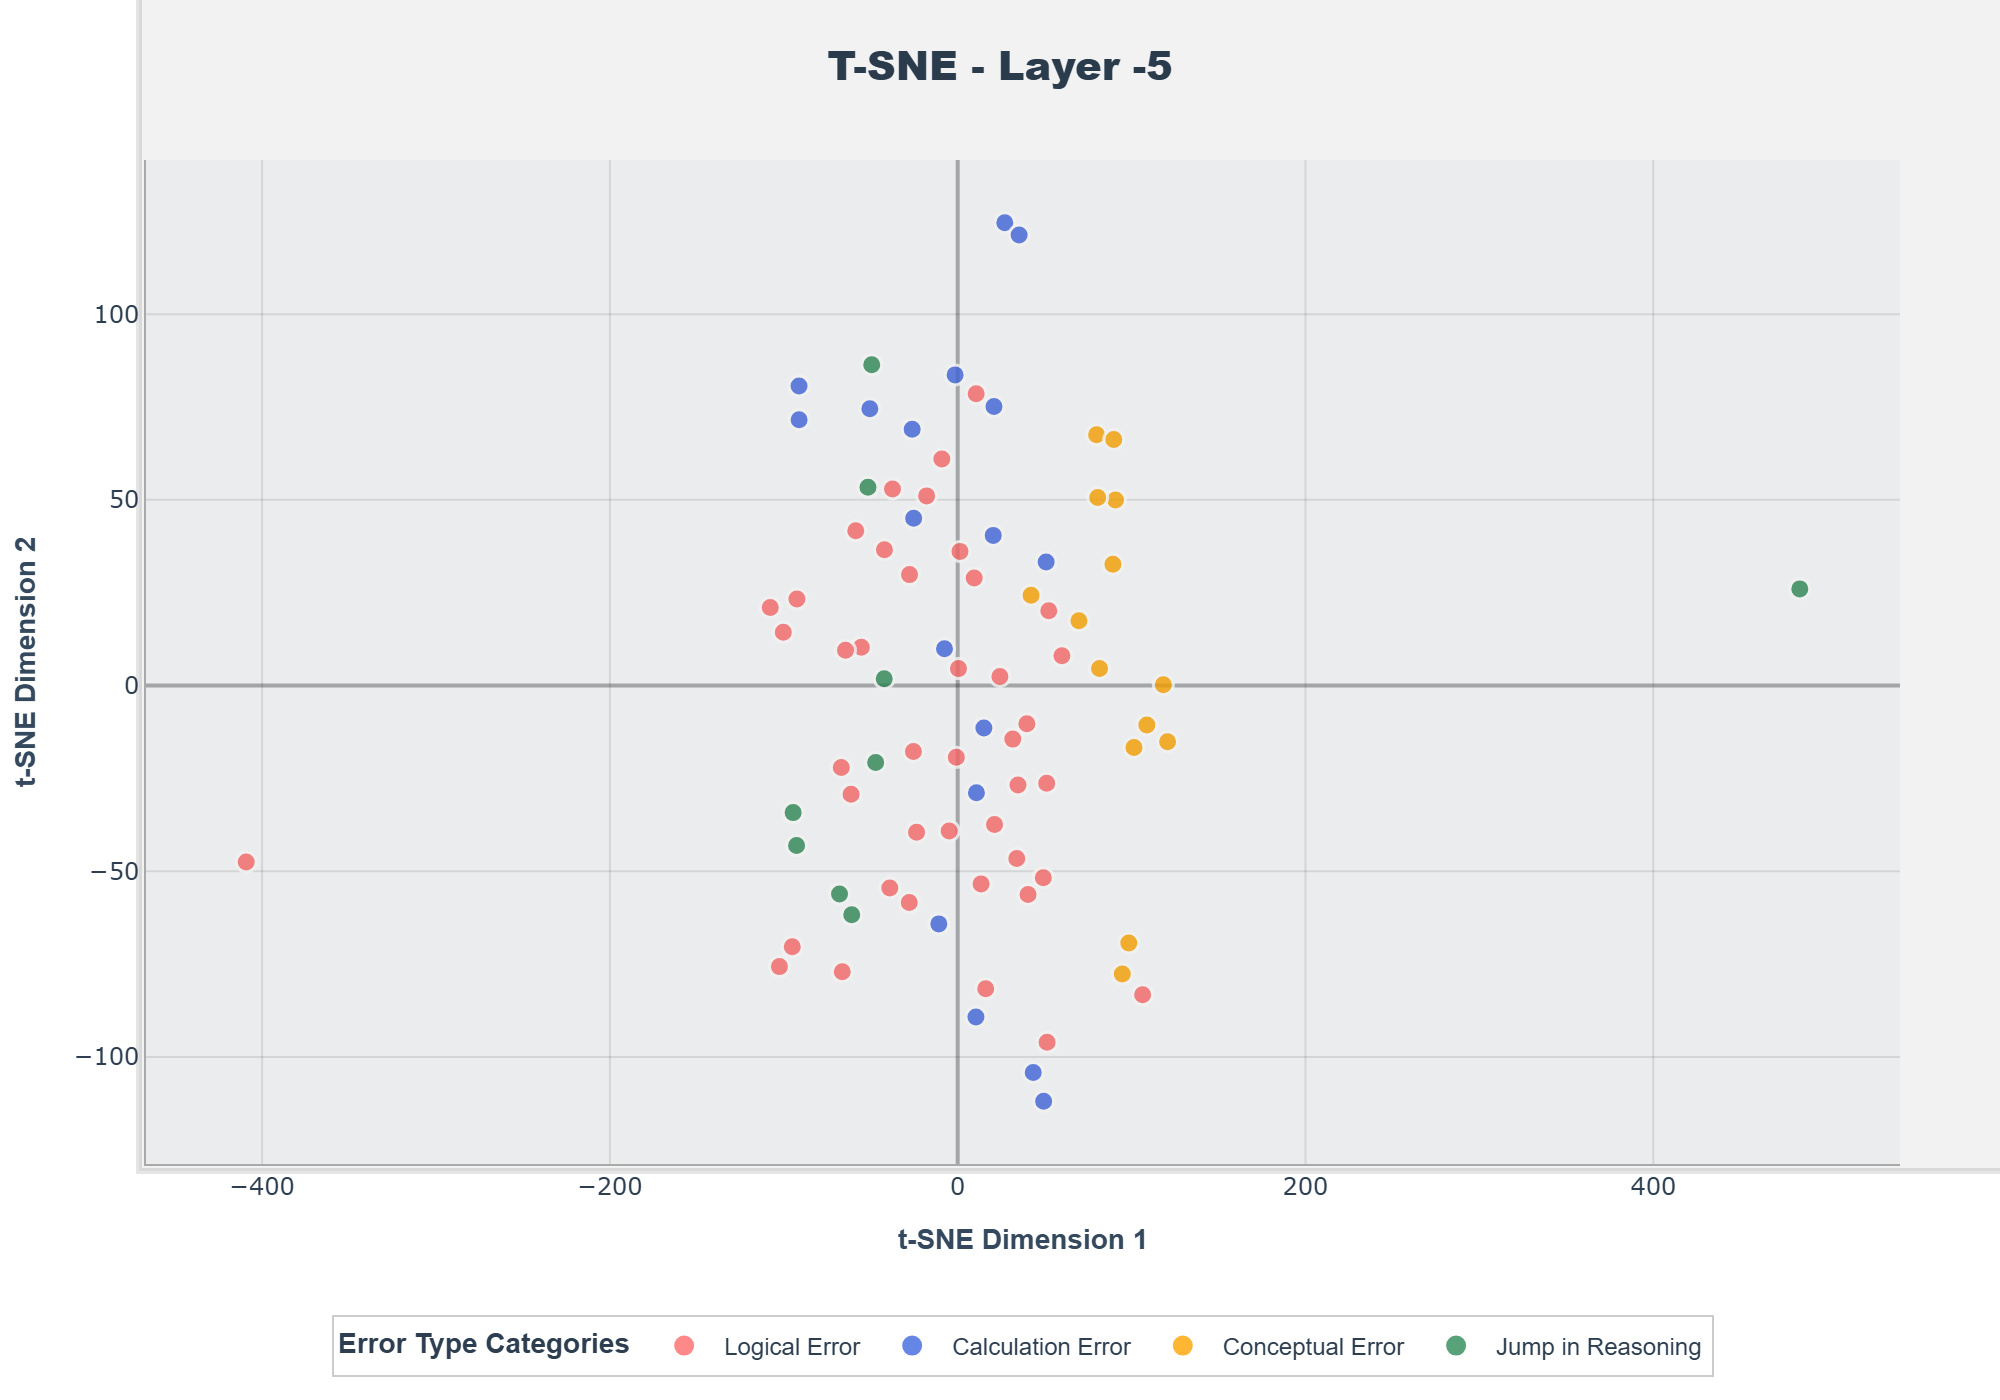 T-SNE - Layer -5
t-SNE Dimension 2
100
50
0
−50
−100
−400
−200
0
200
400
t-SNE Dimension 1
Error Type Categories
Logical Error
Calculation Error
Conceptual Error
Jump in Reasoning